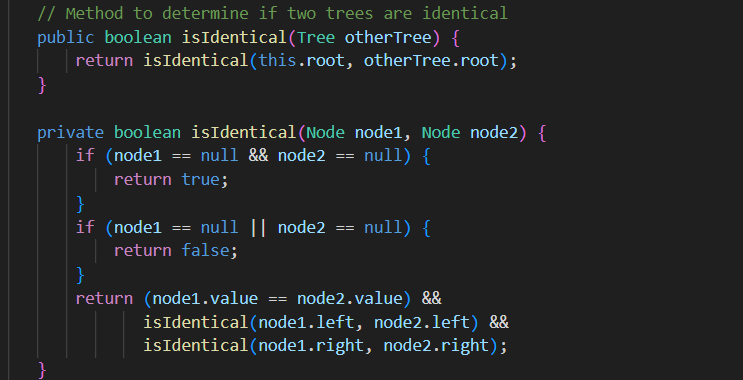 // Method to determine if two trees are identical
public boolean isIdentical(Tree otherTree) {
    return isIdentical(this.root, otherTree.root);
}

private boolean isIdentical(Node node1, Node node2) {
    if (node1 == null && node2 == null) {
        return true;
    }
    if (node1 == null || node2 == null) {
        return false;
    }
    return (node1.value == node2.value) &&
           isIdentical(node1.left, node2.left) &&
           isIdentical(node1.right, node2.right);
}